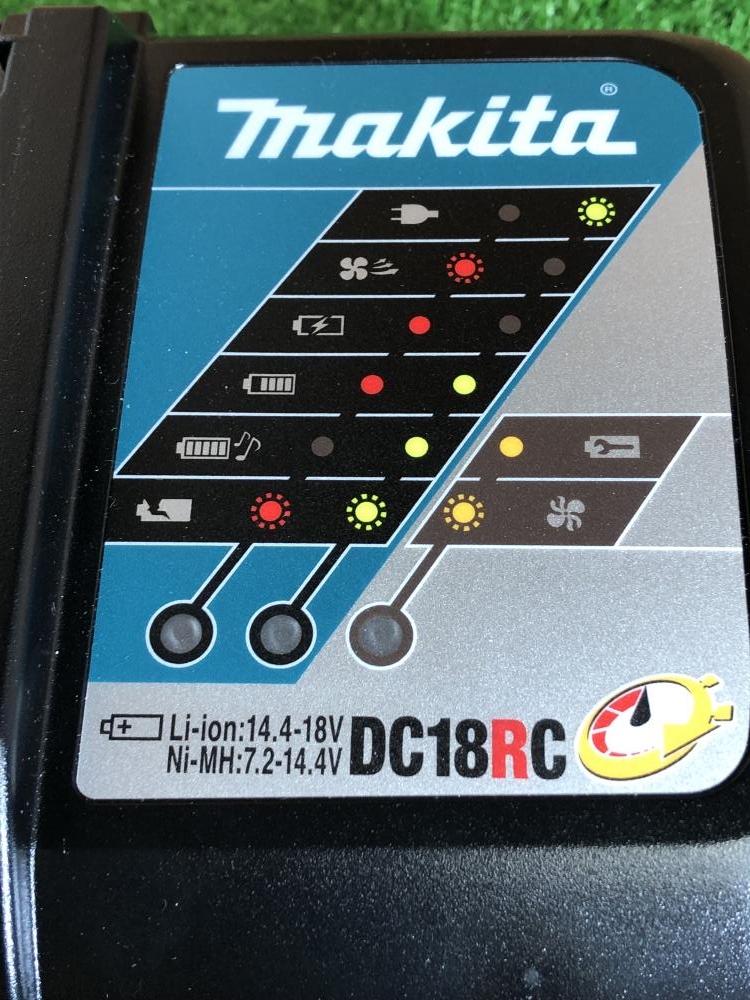 makita®
Li-ion:14.4-18V
Ni-MH:7.2-14.4V
DC18RC